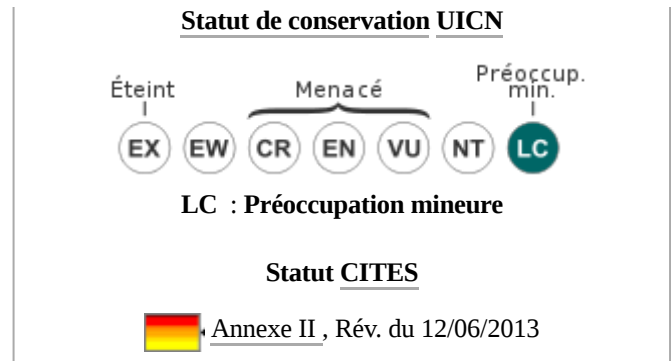 Statut de conservation UICN
Éteint Menacé Préoccup. min.
EX EW CR EN VU NT LC
LC : Préoccupation mineure
Statut CITES
Annexe II , Rév. du 12/06/2013